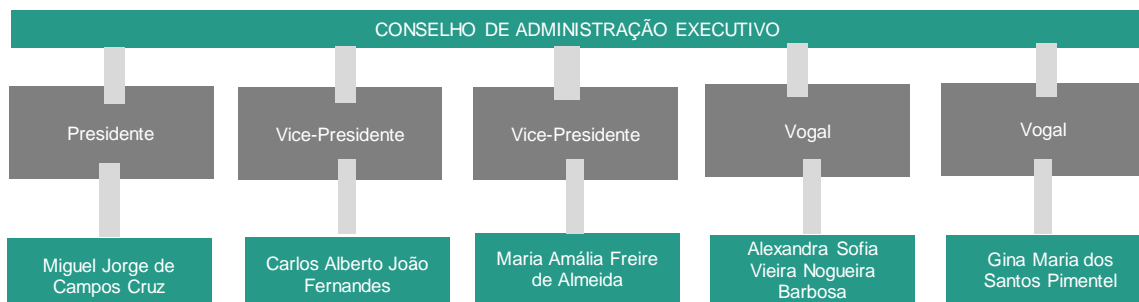 CONSELHO DE ADMINISTRAÇÃO EXECUTIVO
Presidente
Vice-Presidente
Vice-Presidente
Vogal
Vogal
Miguel Jorge de
Campos Cruz
Carlos Alberto João
Fernandes
Maria Amália Freire
de Almeida
Alexandra Sofia
Vieira Nogueira
Barbosa
Gina Maria dos
Santos Pimentel